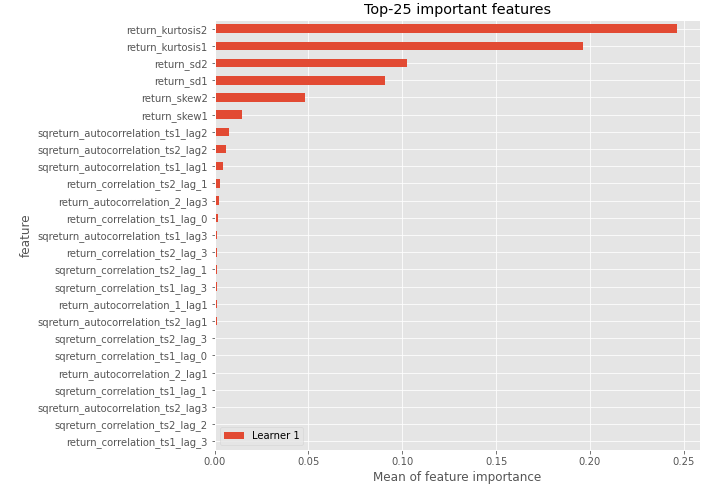 Top-25 important features
return_kurtosis2
return_kurtosis1
return_sd2
return_sd1
return_skew2
return_skew1
sqreturn_autocorrelation_ts1_lag2
sqreturn_autocorrelation_ts2_lag2
sqreturn_autocorrelation_ts1_lag1
return_correlation_ts2_lag_1
return_autocorrelation_2_lag3
return_correlation_ts1_lag_0
sqreturn_autocorrelation_ts1_lag3
return_correlation_ts2_lag_3
sqreturn_correlation_ts2_lag_1
sqreturn_correlation_ts1_lag_3
return_autocorrelation_1_lag1
sqreturn_autocorrelation_ts2_lag1
sqreturn_correlation_ts2_lag_3
sqreturn_correlation_ts1_lag_0
return_autocorrelation_2_lag1
sqreturn_correlation_ts1_lag_1
sqreturn_autocorrelation_ts2_lag3
sqreturn_correlation_ts2_lag_2
return_correlation_ts1_lag_3
feature
Learner 1
0.00 0.05 0.10 0.15 0.20 0.25
Mean of feature importance